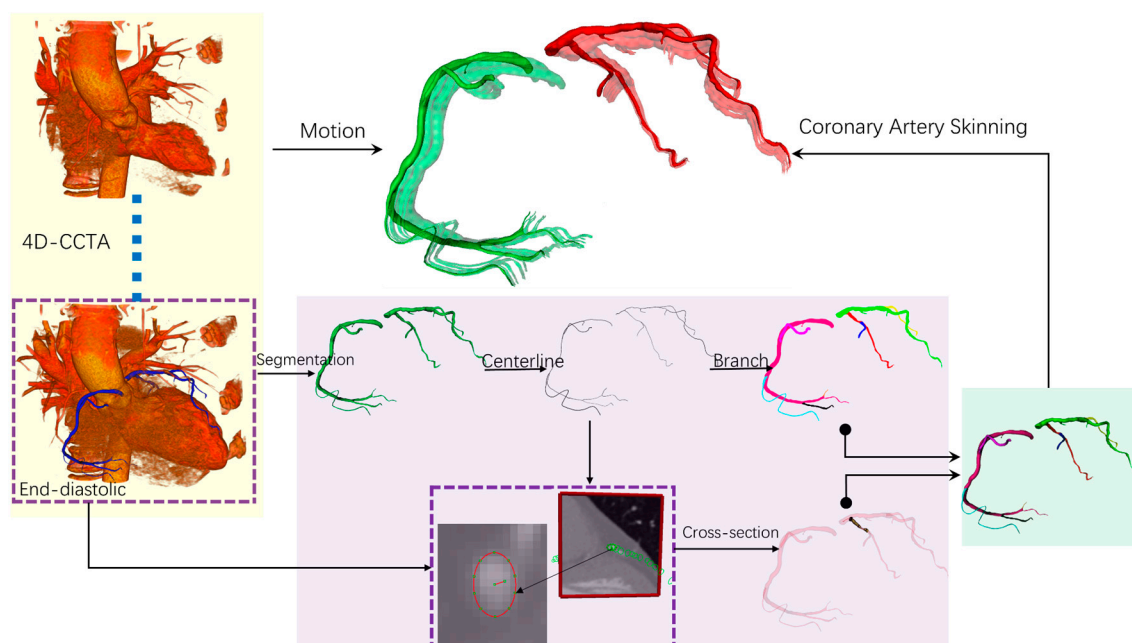 Motion
Coronary Artery Skinning
4D-CCTA
Segmentation
Centerline
Branch
End-diastolic
Cross-section